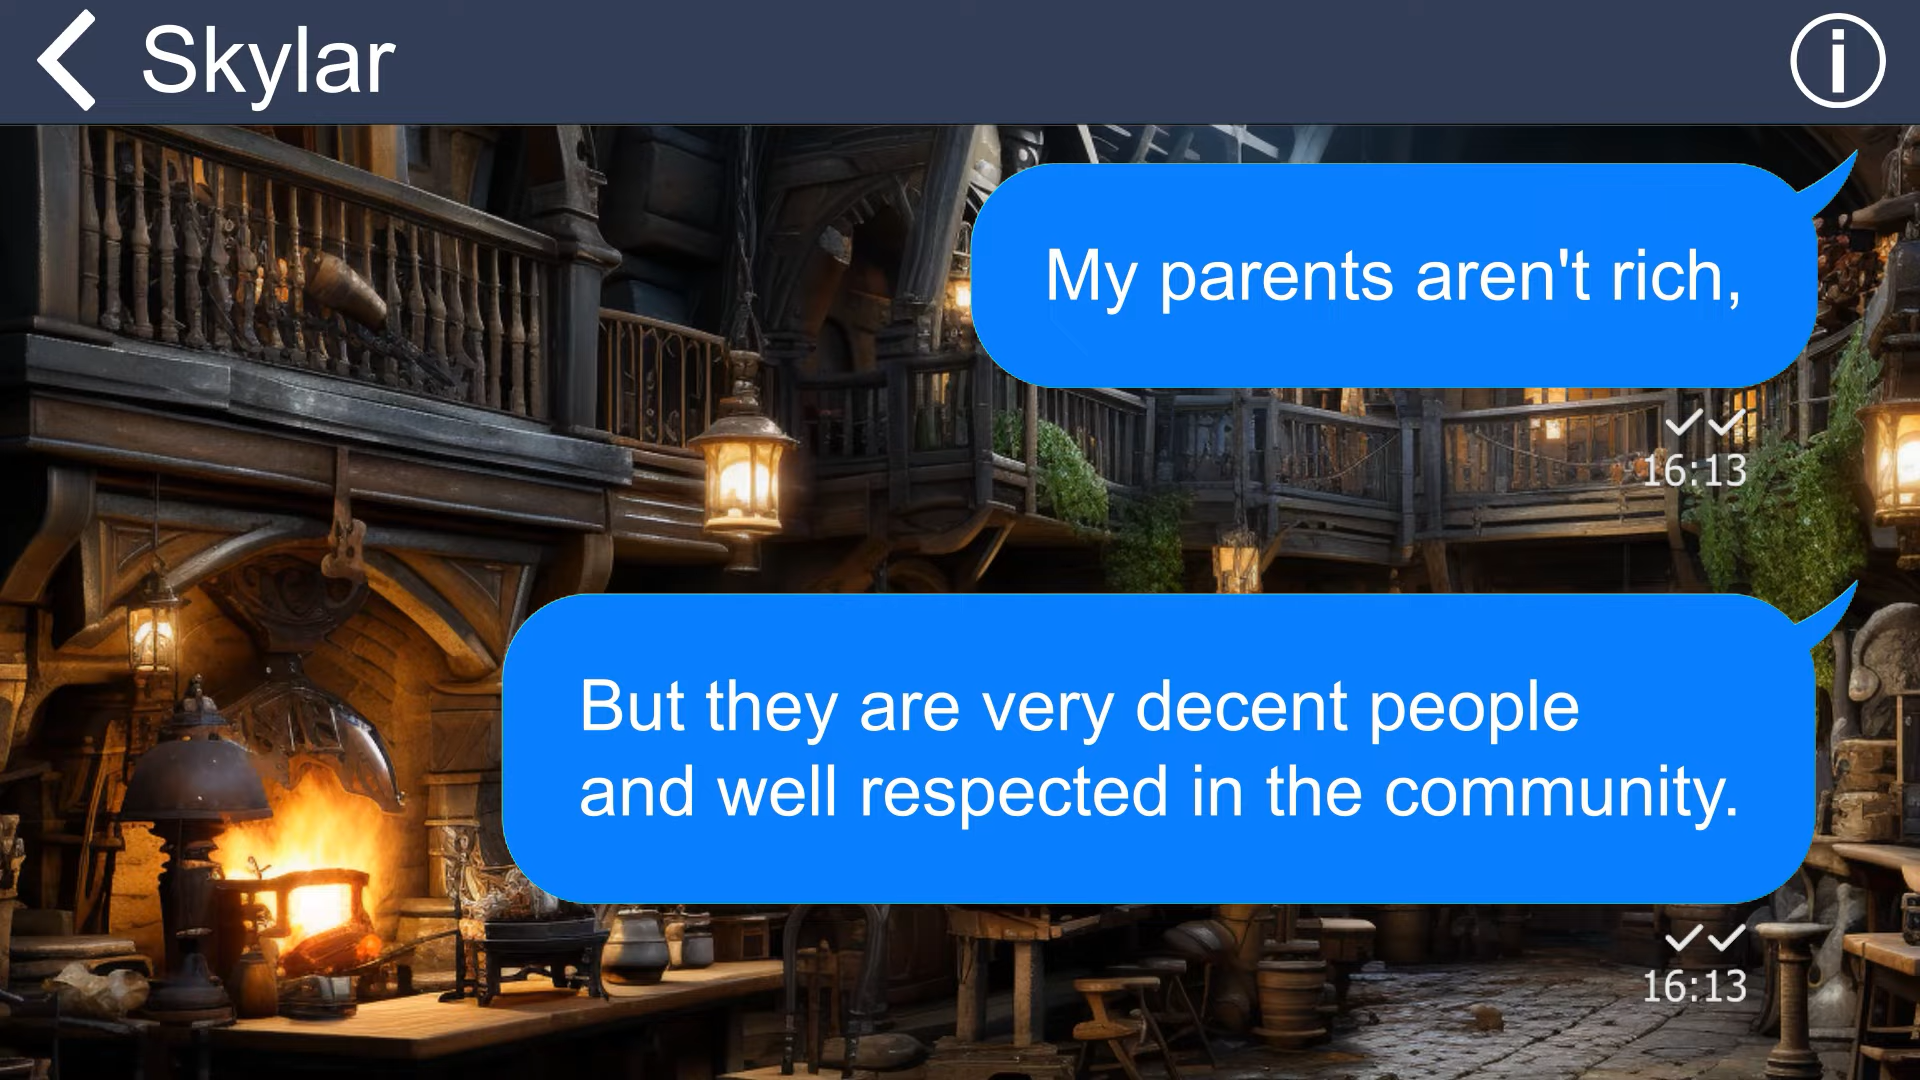 Skylar
My parents aren't rich,
16:13
But they are very decent people
and well respected in the community.
16:13